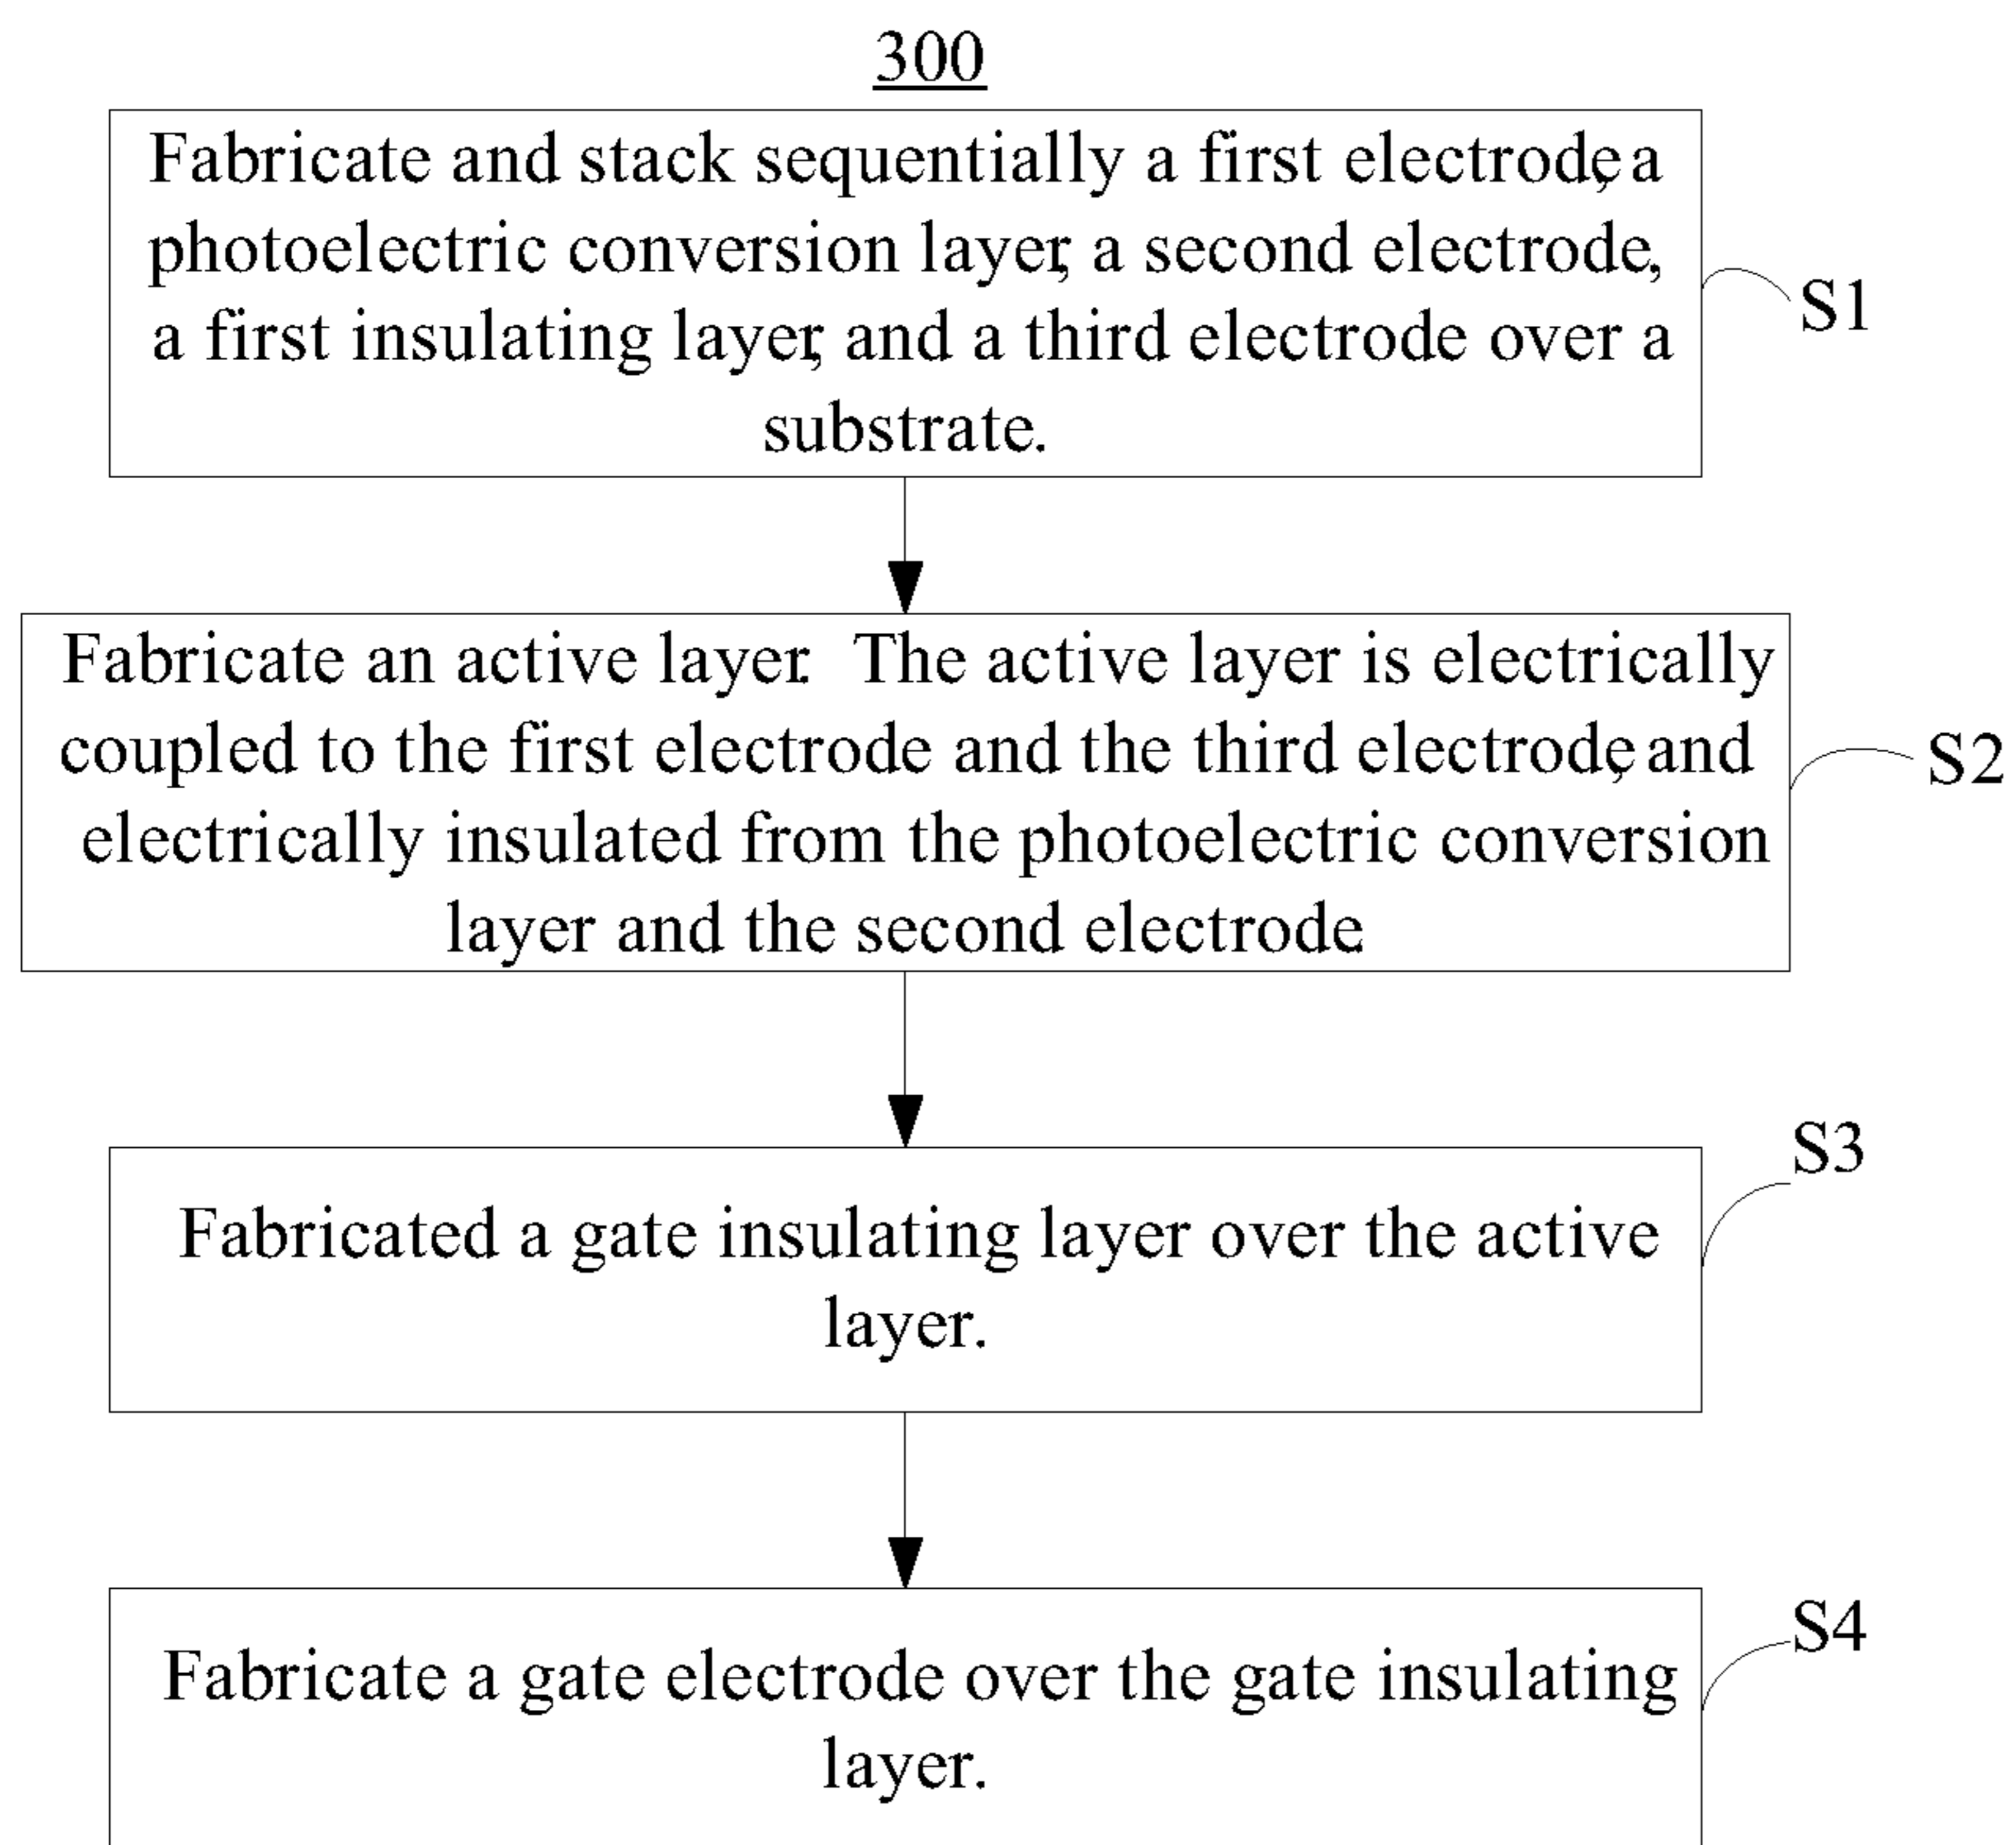 300
Fabricate and stack sequentially a first electrode, a
photoelectric conversion layer, a second electrode,
a first insulating layer, and a third electrode over a
substrate.
S1
Fabricate an active layer. The active layer is electrically
coupled to the first electrode and the third electrode, and
electrically insulated from the photoelectric conversion
layer and the second electrode.
S2
Fabricated a gate insulating layer over the active
layer.
S3
Fabricate a gate electrode over the gate insulating
layer.
S4